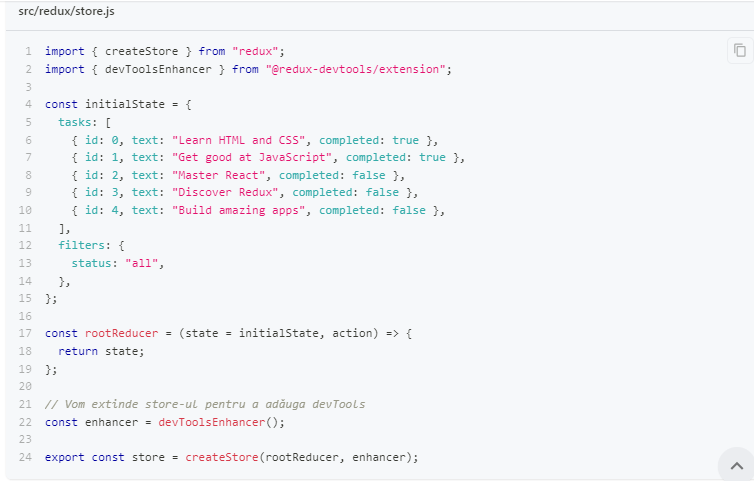 src/redux/store.js
1 import { createStore } from "redux";
2 import { devToolsEnhancer } from "@redux-devtools/extension";
3
4 const initialState = {
5   tasks: [
6     { id: 0, text: "Learn HTML and CSS", completed: true },
7     { id: 1, text: "Get good at JavaScript", completed: true },
8     { id: 2, text: "Master React", completed: false },
9     { id: 3, text: "Discover Redux", completed: false },
10     { id: 4, text: "Build amazing apps", completed: false },
11   ],
12   filters: {
13     status: "all",
14   },
15 };
16
17 const rootReducer = (state = initialState, action) => {
18   return state;
19 };
20
21 // Vom extinde store-ul pentru a adăuga devTools
22 const enhancer = devToolsEnhancer();
23
24 export const store = createStore(rootReducer, enhancer);